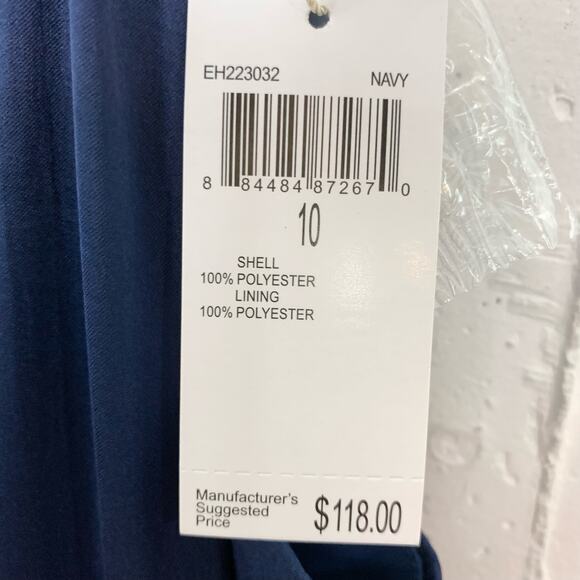 EH223032 NAVY
8 84484 87267 0
10
SHELL
100% POLYESTER
LINING
100% POLYESTER
Manufacturer's
Suggested
Price $118.00